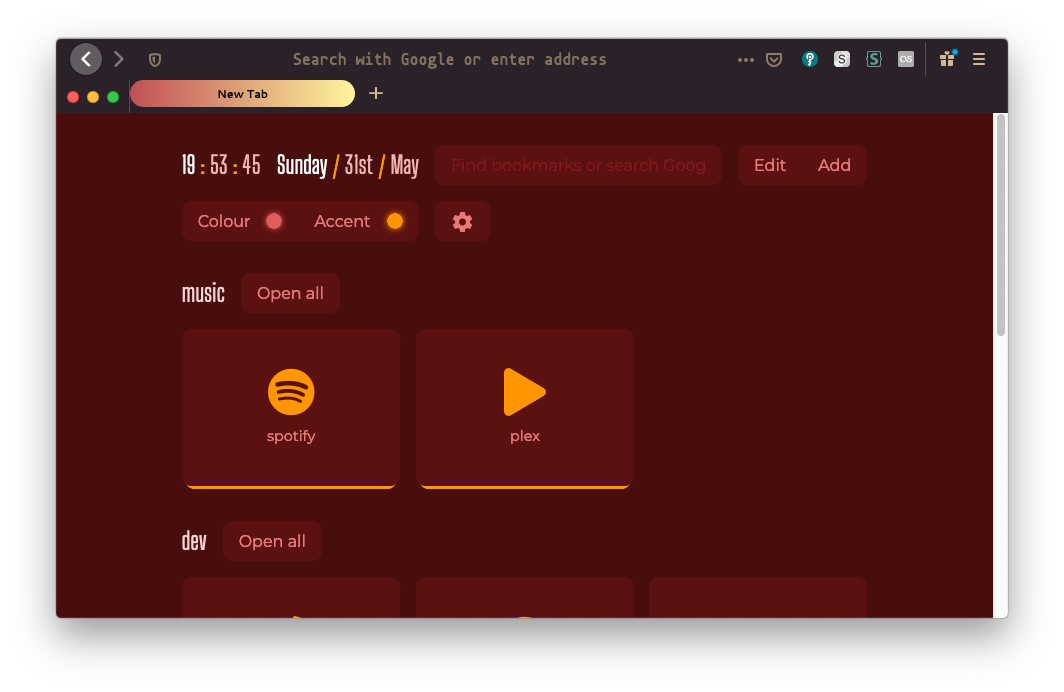 Search with Google or enter address
New Tab
19 : 53 : 45 Sunday / 31st / May
Find bookmarks or search Goog
Edit Add
Colour Accent
music Open all
spotify plex
dev Open all